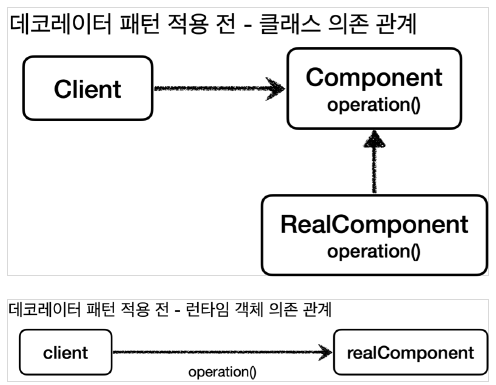 데코레이터 패턴 적용 전 - 클래스 의존 관계
Client
Component
operation()
RealComponent
operation()
데코레이터 패턴 적용 전 - 런타임 객체 의존 관계
client
operation()
realComponent